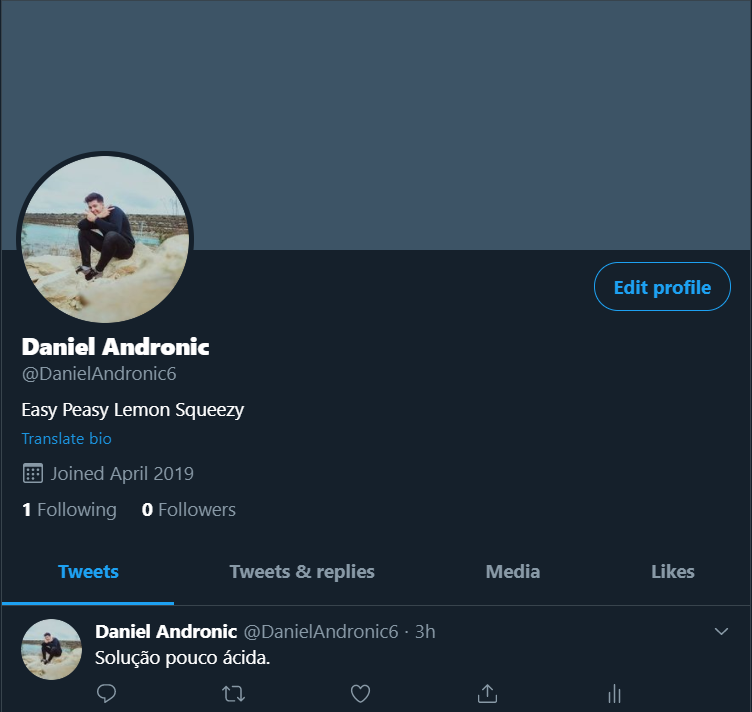 Edit profile
Daniel Andronic
@DanielAndronic6
Easy Peasy Lemon Squeezy
Translate bio
Joined April 2019
1 Following 0 Followers
Tweets Tweets & replies Media Likes
Daniel Andronic @DanielAndronic6 · 3h
Solução pouco ácida.